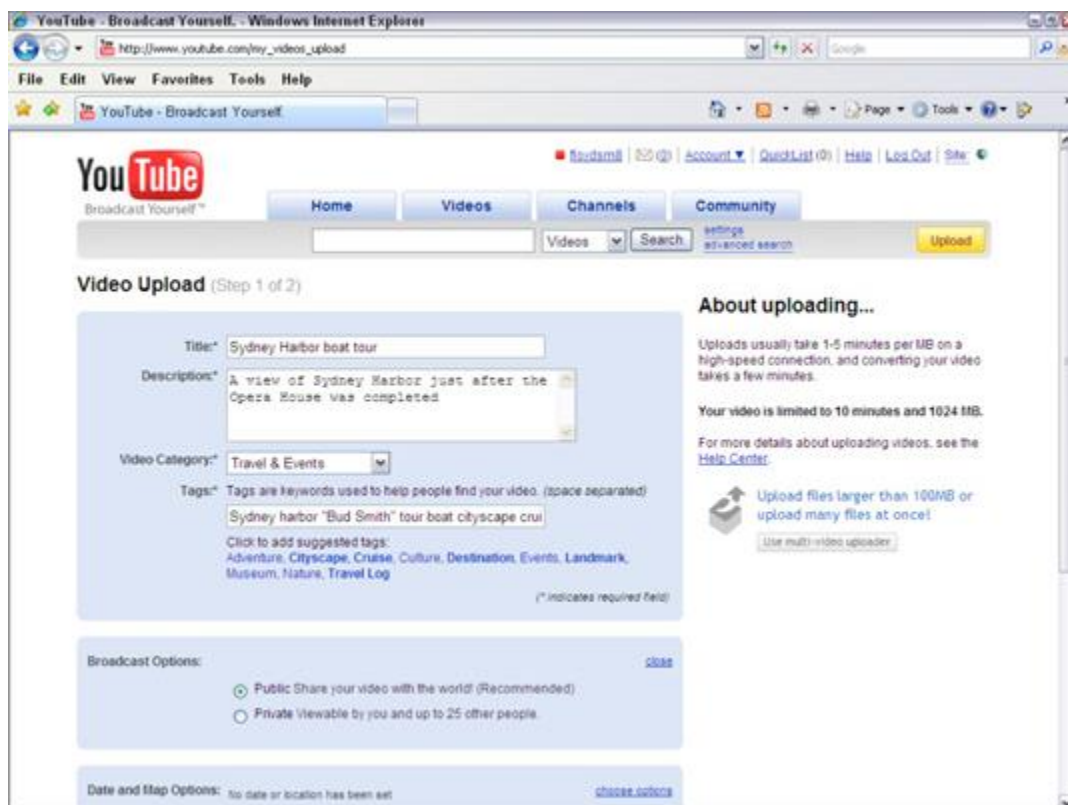 YouTube - Broadcast Yourself. - Windows Internet Explorer
http://www.youtube.com/my_videos_upload
Google
File Edit View Favorites Tools Help
YouTube - Broadcast Yourself.
Page Tools
You Tube
Broadcast Yourself™
(0) | Account ▼ | QuickList (0) | Help | Log Out | Site:
Home Videos Channels Community
Videos Search settings advanced search Upload
Video Upload (Step 1 of 2)
Title:* Sydney Harbor boat tour
Description:* A view of Sydney Harbor just after the
Opera House was completed
Video Category:* Travel & Events
Tags:* Tags are keywords used to help people find your video. (space separated)
Sydney harbor "Bud Smith" tour boat cityscape crui
Click to add suggested tags:
Adventure, Cityscape, Cruise, Culture, Destination, Events, Landmark,
Museum, Nature, Travel Log
(* indicates required field)
Broadcast Options: close
Public Share your video with the world! (Recommended)
Private Viewable by you and up to 25 other people.
Date and Map Options: No date or location has been set choose options
About uploading...
Uploads usually take 1-5 minutes per MB on a
high-speed connection, and converting your video
takes a few minutes.
Your video is limited to 10 minutes and 1024 MB.
For more details about uploading videos, see the
Help Center.
Upload files larger than 100MB or
upload many files at once!
Use multi-video uploader